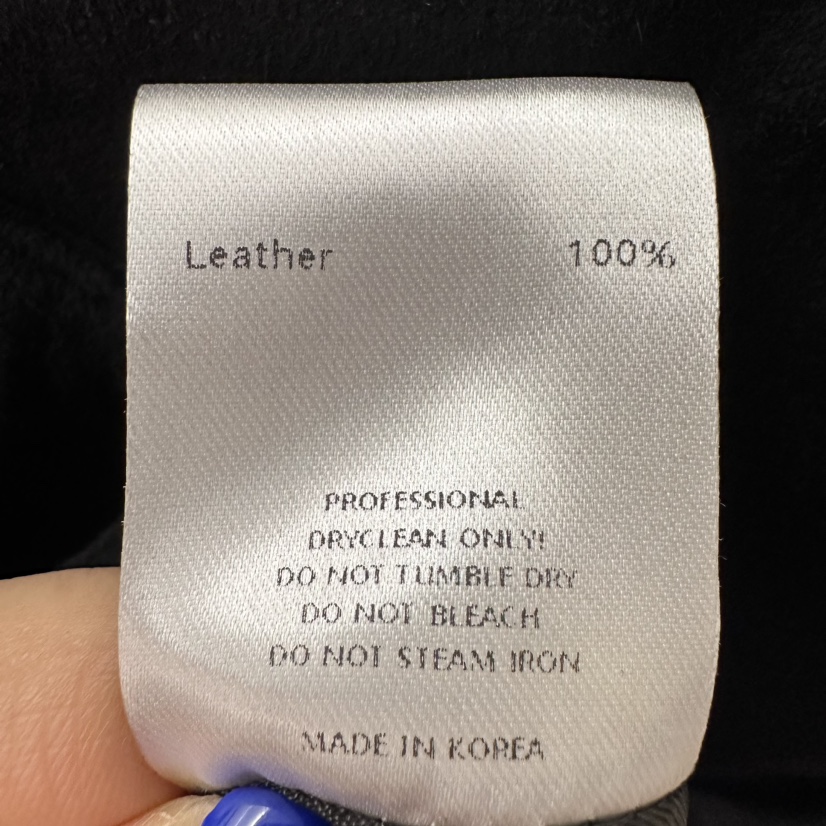 Leather 100%
PROFESSIONAL
DRYCLEAN ONLY!
DO NOT TUMBLE DRY
DO NOT BLEACH
DO NOT STEAM IRON
MADE IN KOREA